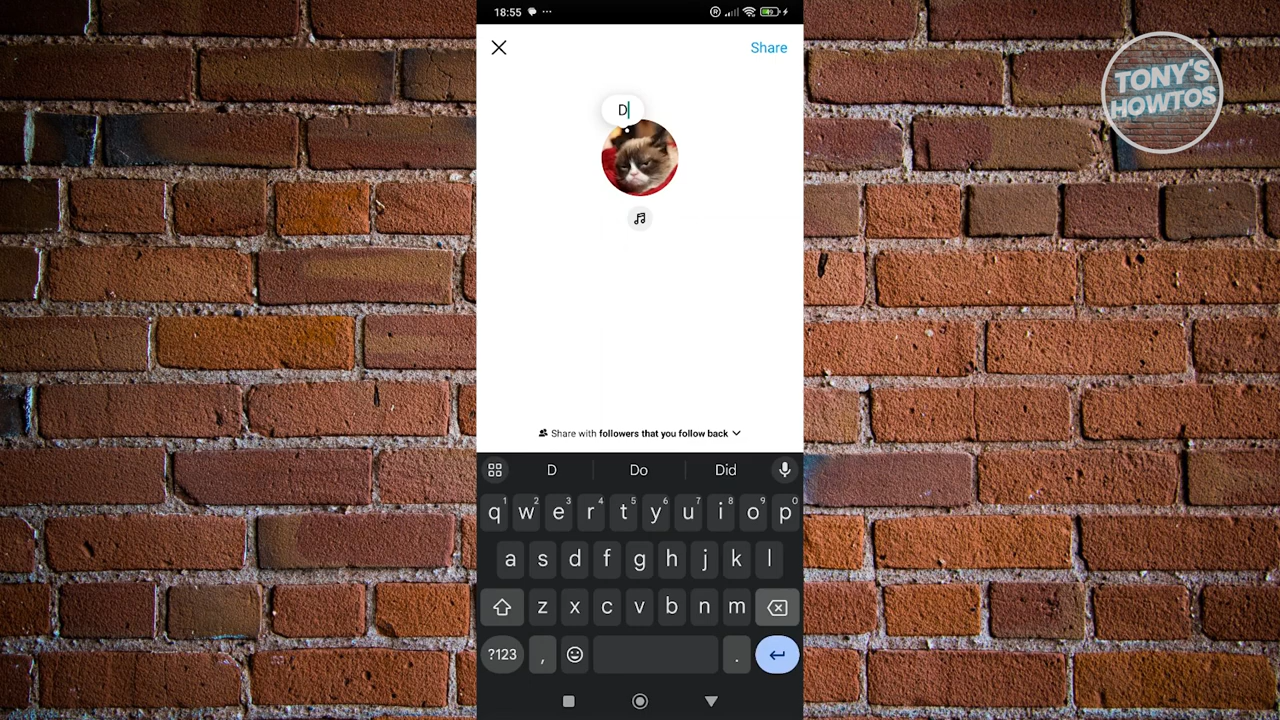 18:55
Share
TONY'S
HOWTOS
D
Share with followers that you follow back
D Do Did
1 2 3 4 5 6 7 8 9 0
q w e r t y u i o p
a s d f g h j k l
z x c v b n m
?123 , .